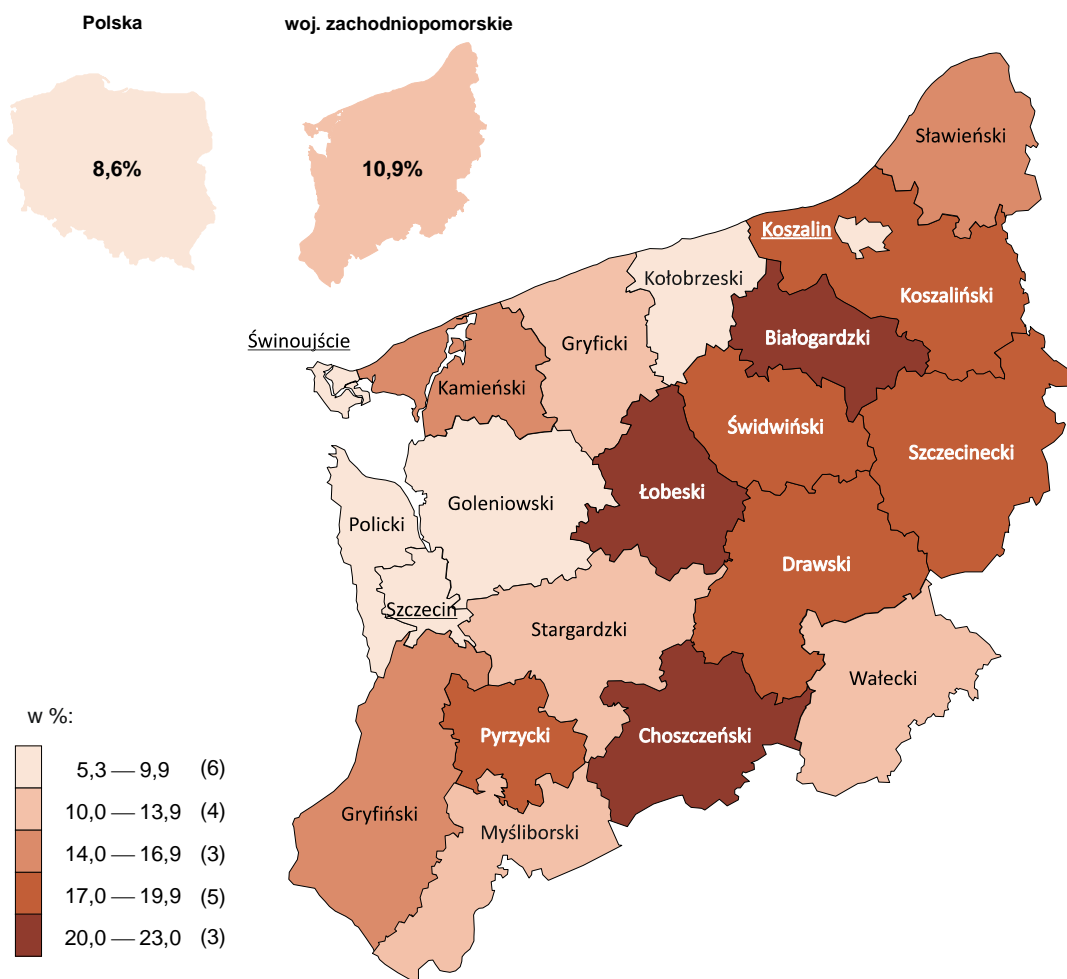 Polska
woj. zachodniopomorskie
8,6%
10,9%
Sławieński
Koszalin
Kołobrzeski
Koszaliński
Świnoujście
Gryficki
Białogardzki
Kamieński
Świdwiński
Szczecinecki
Łobeski
Goleniowski
Policki
Drawski
Szczecin
Stargardzki
Wałecki
Pyrzycki
Choszczeński
Gryfiński
Myśliborski
w %:
5,3 — 9,9 (6)
10,0 — 13,9 (4)
14,0 — 16,9 (3)
17,0 — 19,9 (5)
20,0 — 23,0 (3)